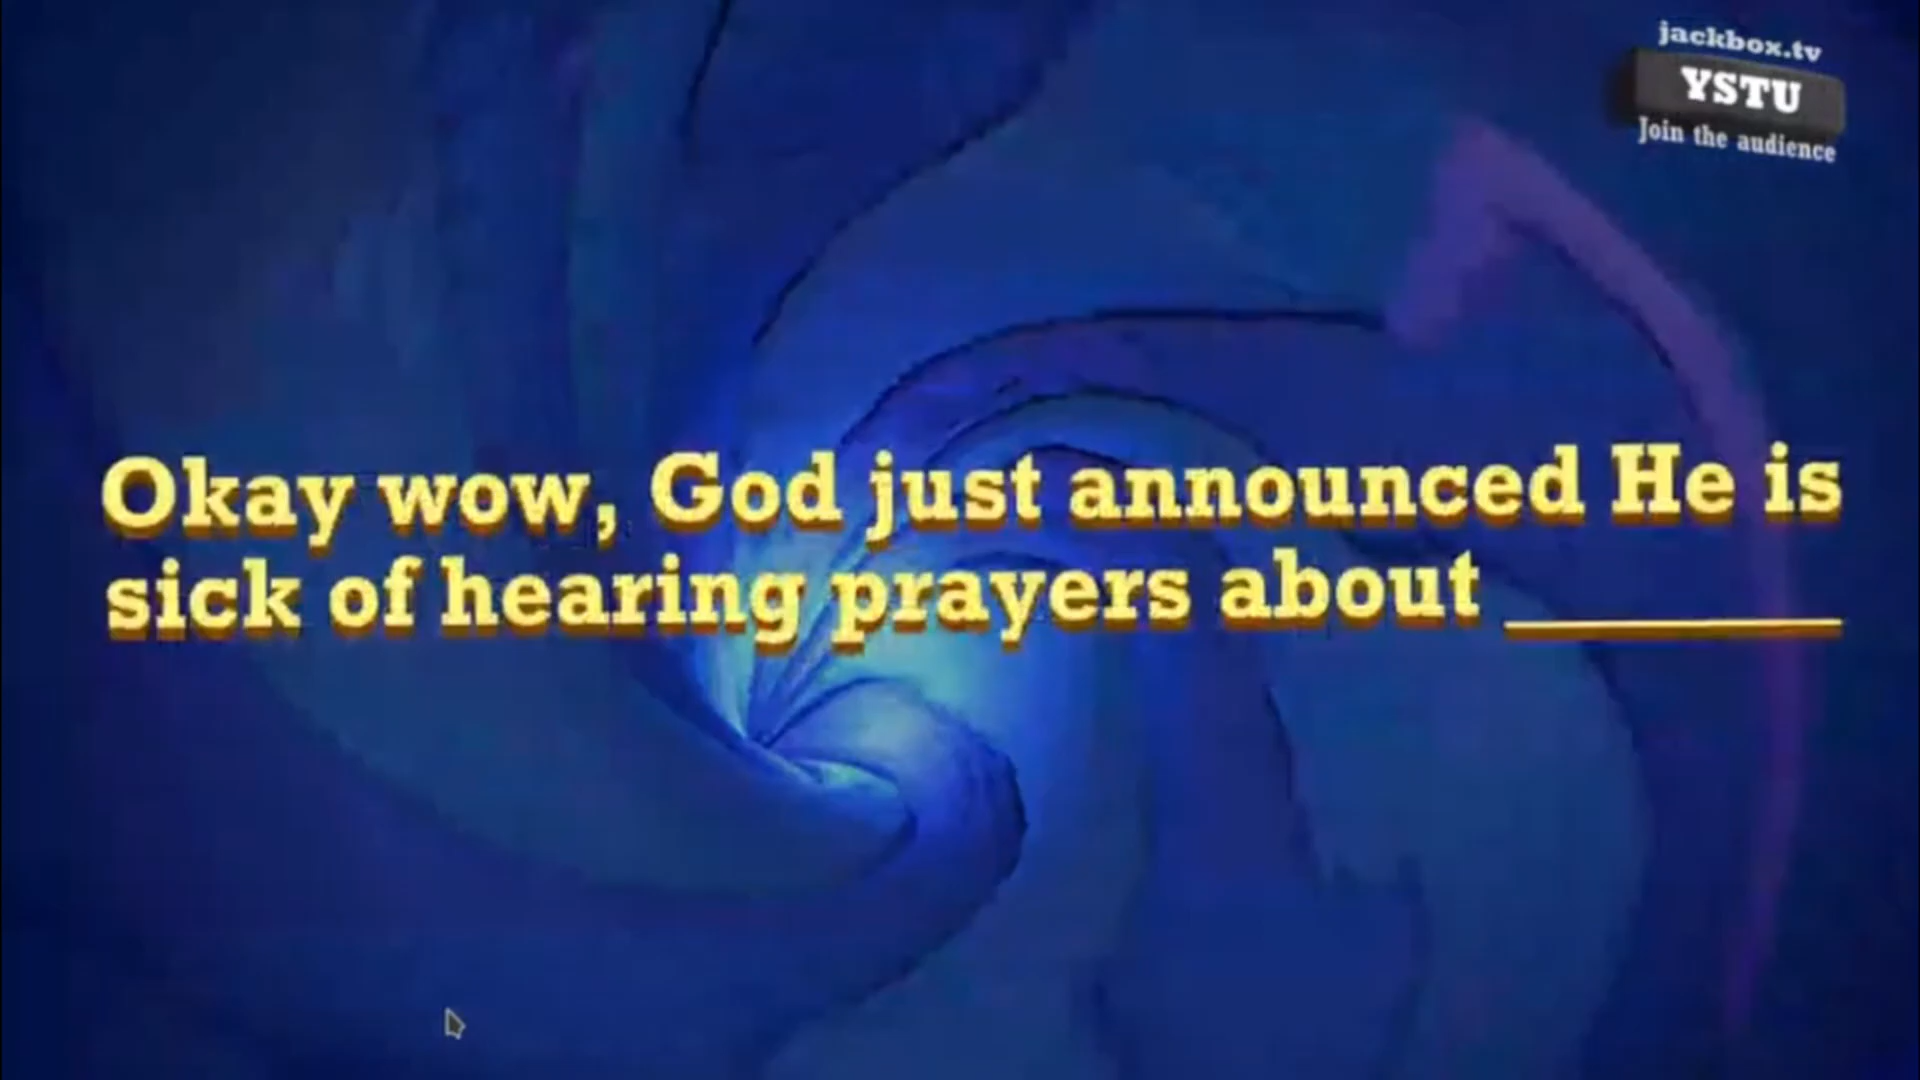 jackbox.tv
YSTU
Join the audience
Okay wow, God just announced He is
sick of hearing prayers about ________